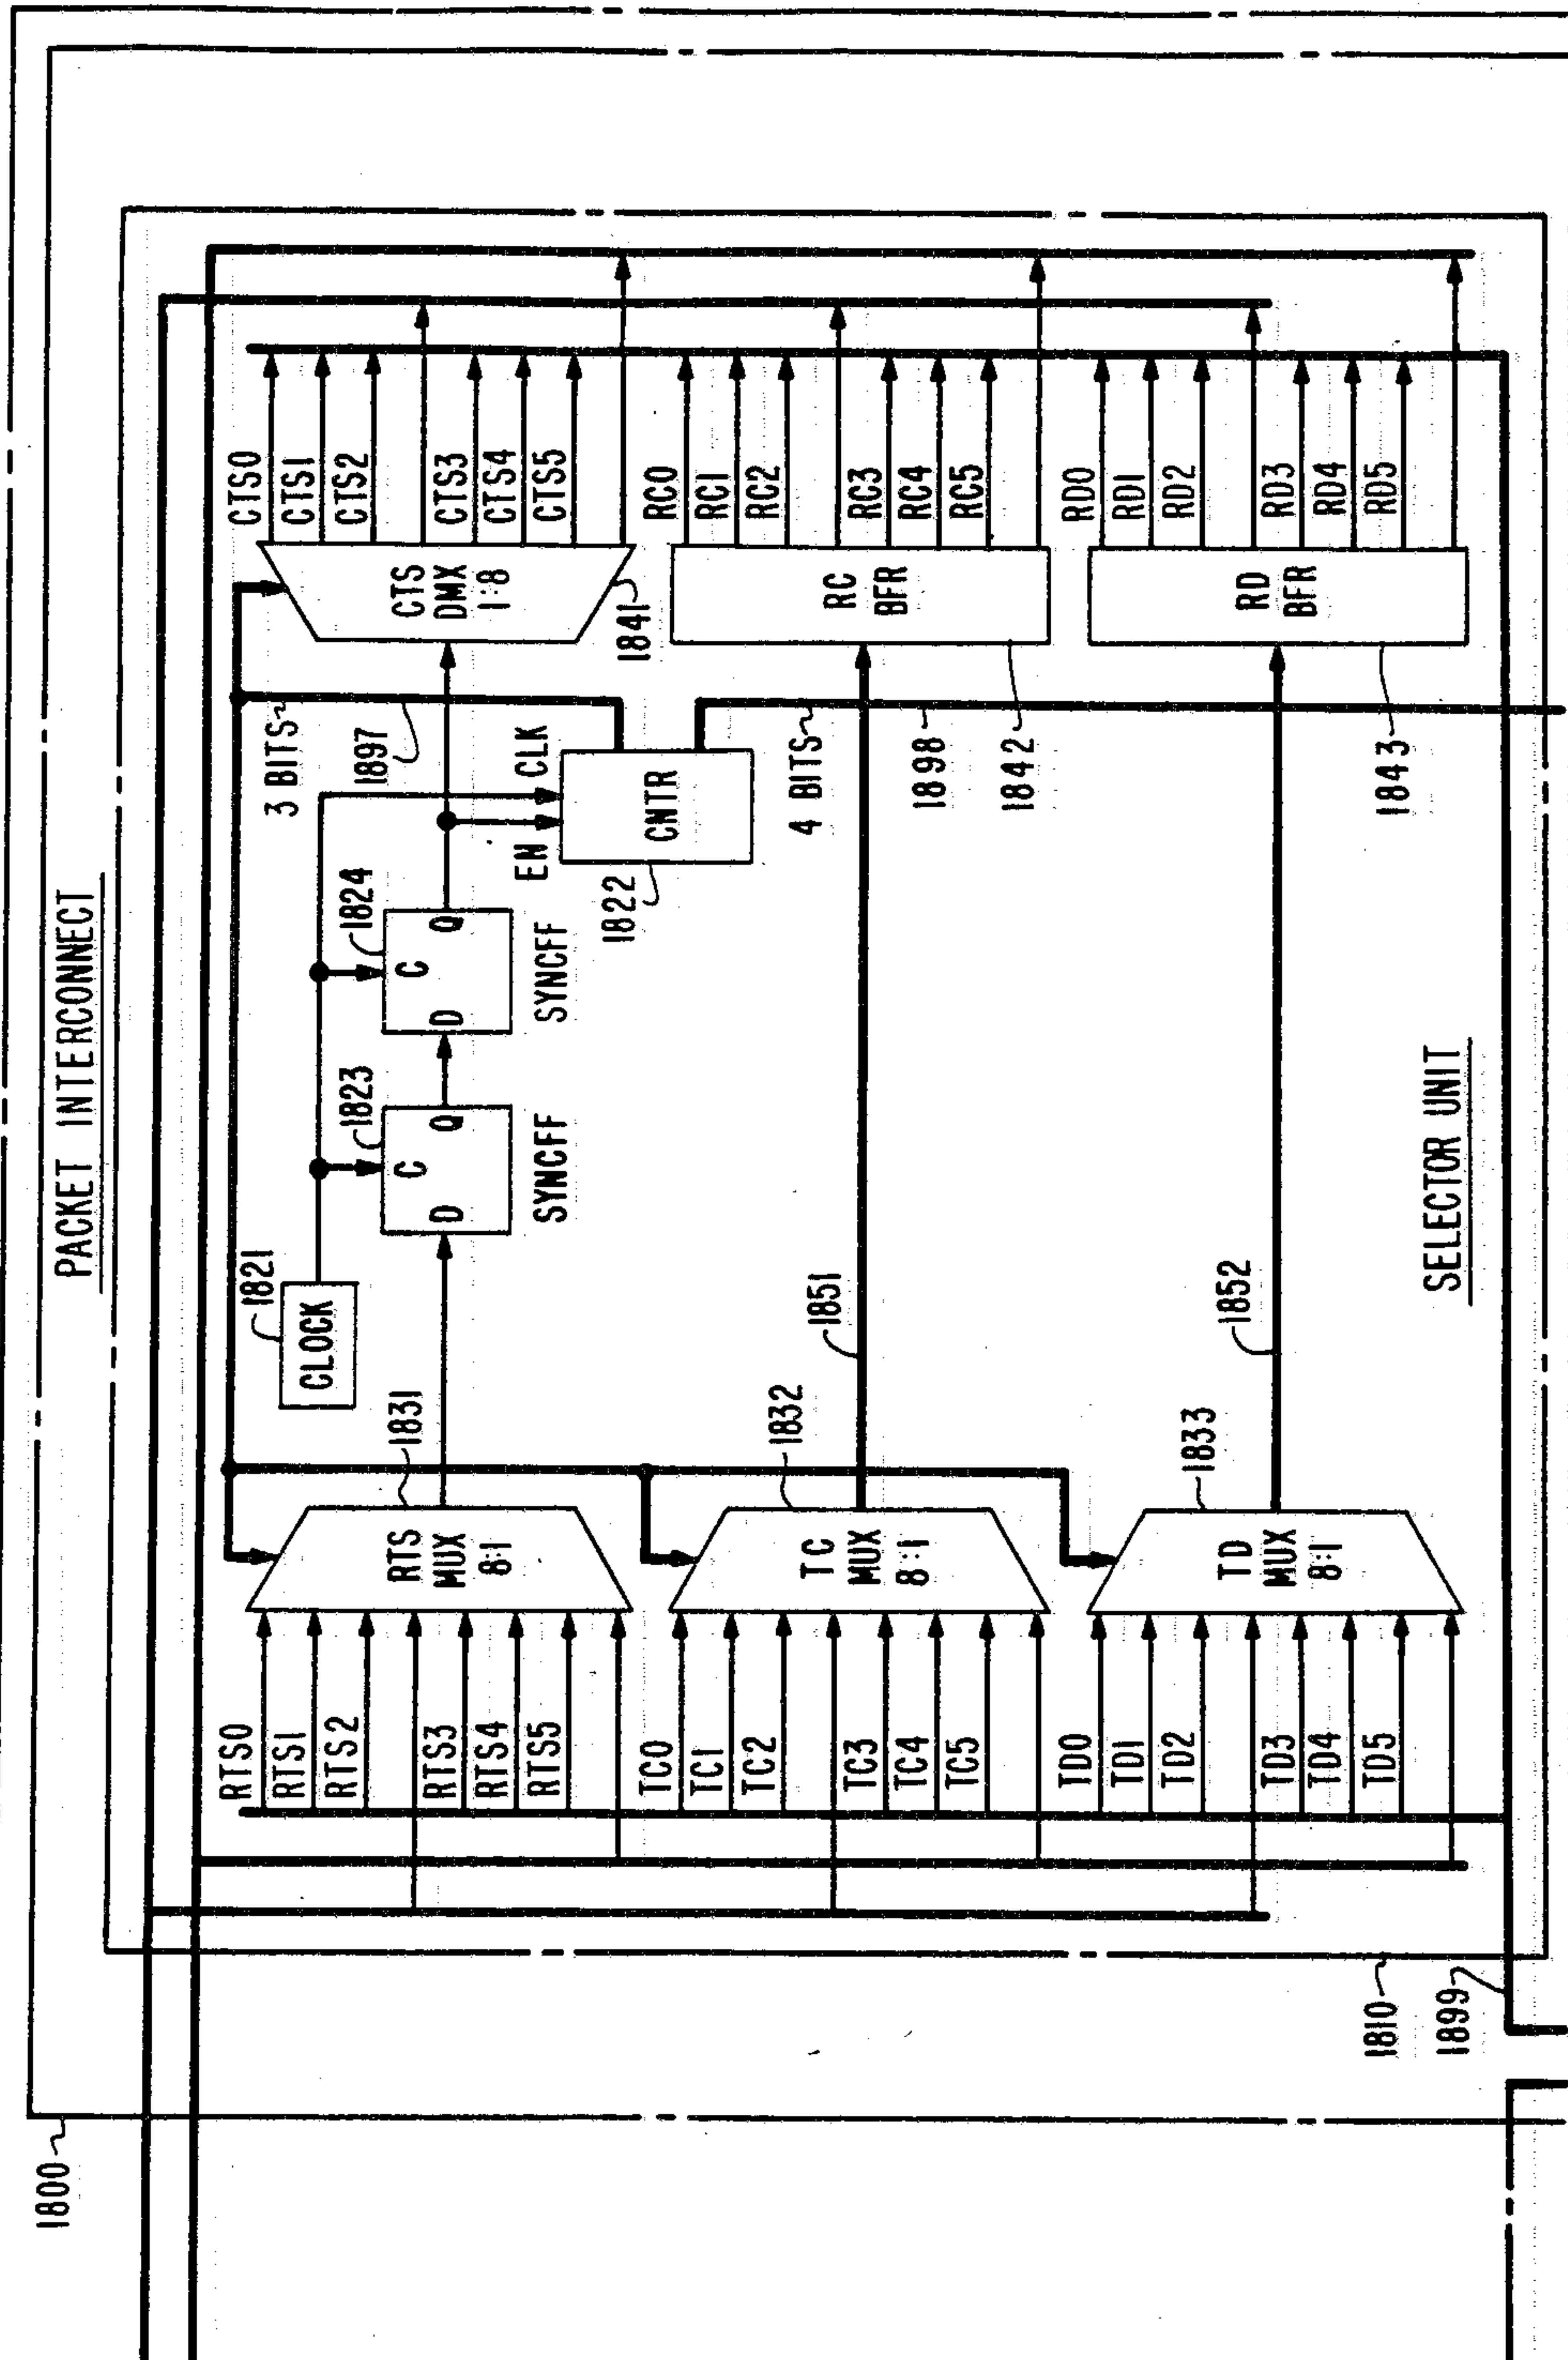 1800
PACKET INTERCONNECT
1810
1899
SELECTOR UNIT
RTS0
RTS1
RTS2
RTS3
RTS4
RTS5
RTS
MUX
8:1
1831
CLOCK
1821
D
C
Q
1823
SYNCFF
D
C
Q
1824
SYNCFF
EN
CLK
CNTR
1822
3 BITS
1897
4 BITS
1898
CTS
DMX
1:8
1841
CTS0
CTS1
CTS2
CTS3
CTS4
CTS5
TC0
TC1
TC2
TC3
TC4
TC5
TC
MUX
8:1
1832
1851
RC
BFR
1842
RC0
RC1
RC2
RC3
RC4
RC5
TD0
TD1
TD2
TD3
TD4
TD5
TD
MUX
8:1
1833
1852
RD
BFR
1843
RD0
RD1
RD2
RD3
RD4
RD5